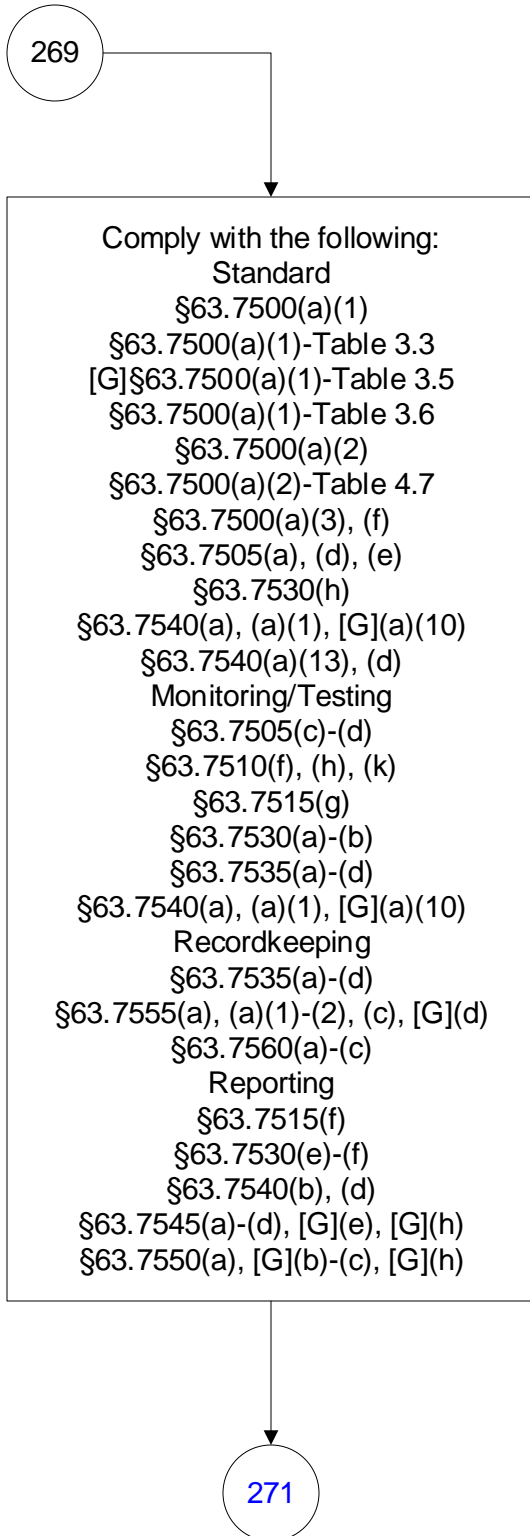 269
Comply with the following:
Standard
§63.7500(a)(1)
§63.7500(a)(1)-Table 3.3
[G]§63.7500(a)(1)-Table 3.5
§63.7500(a)(1)-Table 3.6
§63.7500(a)(2)
§63.7500(a)(2)-Table 4.7
§63.7500(a)(3), (f)
§63.7505(a), (d), (e)
§63.7530(h)
§63.7540(a), (a)(1), [G](a)(10)
§63.7540(a)(13), (d)
Monitoring/Testing
§63.7505(c)-(d)
§63.7510(f), (h), (k)
§63.7515(g)
§63.7530(a)-(b)
§63.7535(a)-(d)
§63.7540(a), (a)(1), [G](a)(10)
Recordkeeping
§63.7535(a)-(d)
§63.7555(a), (a)(1)-(2), (c), [G](d)
§63.7560(a)-(c)
Reporting
§63.7515(f)
§63.7530(e)-(f)
§63.7540(b), (d)
§63.7545(a)-(d), [G](e), [G](h)
§63.7550(a), [G](b)-(c), [G](h)
271